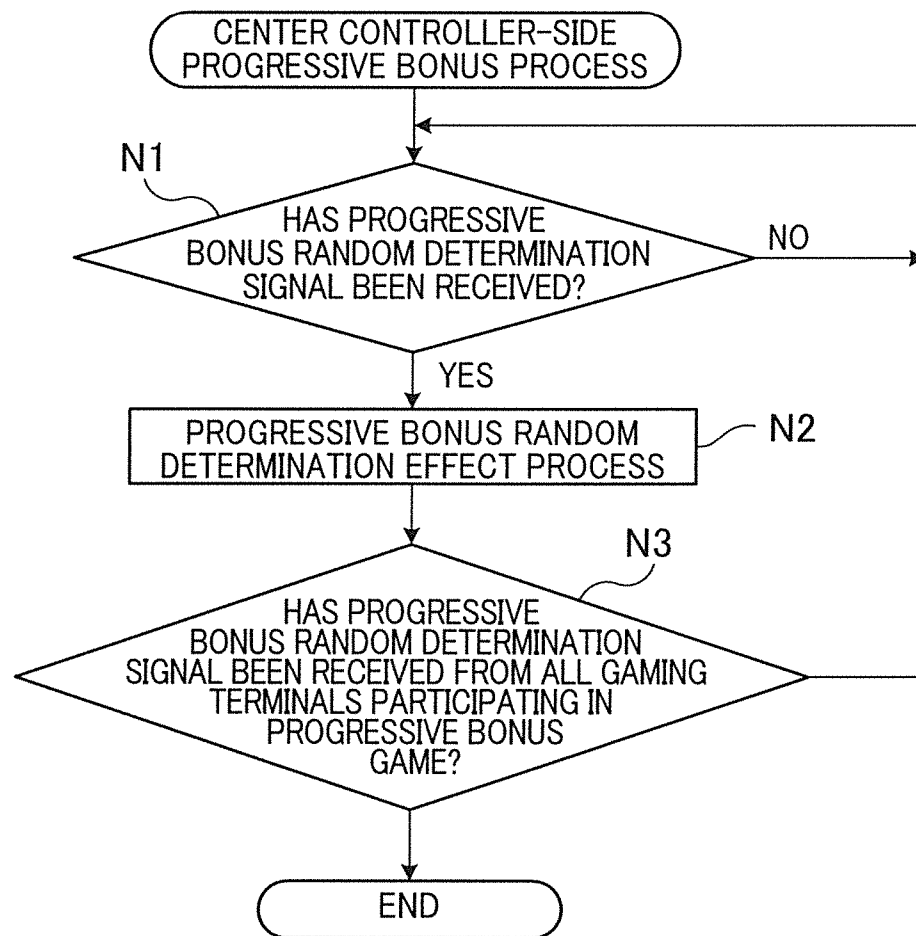 CENTER CONTROLLER-SIDE
PROGRESSIVE BONUS PROCESS
N1
HAS PROGRESSIVE
BONUS RANDOM DETERMINATION
SIGNAL BEEN RECEIVED?
NO
YES
PROGRESSIVE BONUS RANDOM
DETERMINATION EFFECT PROCESS
N2
N3
HAS PROGRESSIVE
BONUS RANDOM DETERMINATION
SIGNAL BEEN RECEIVED FROM ALL GAMING
TERMINALS PARTICIPATING IN
PROGRESSIVE BONUS
GAME?
END